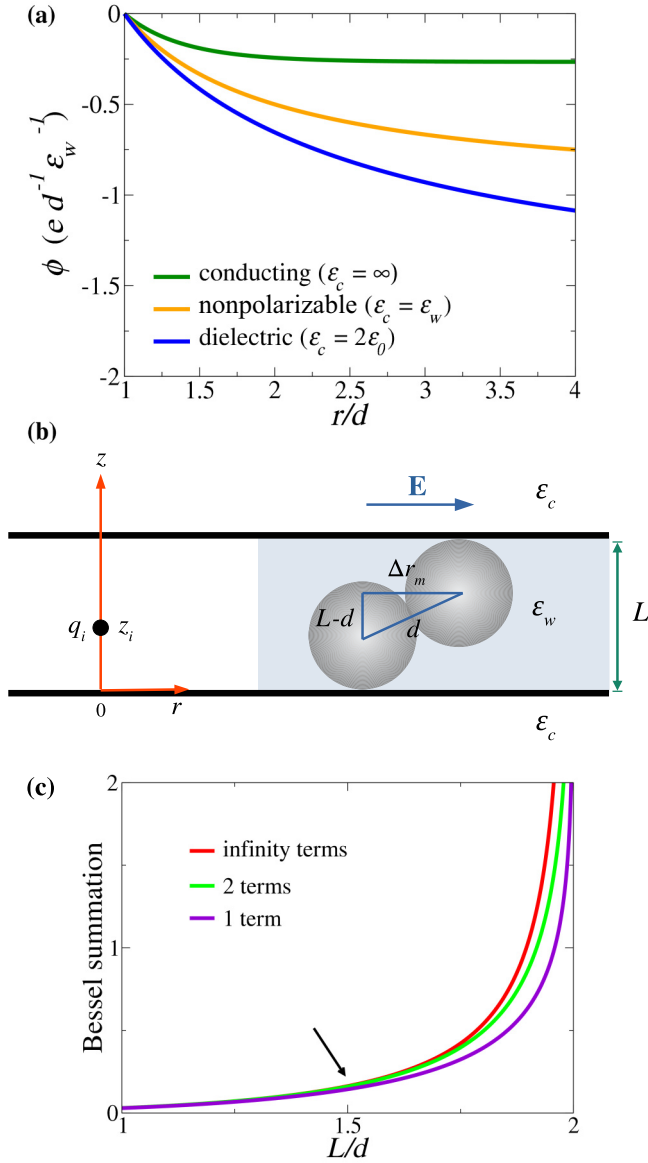 (a)
0
-0.5
-1
-1.5
-2
ϕ (e d⁻¹ ε_w⁻¹)
conducting (ε_c = ∞)
nonpolarizable (ε_c = ε_w)
dielectric (ε_c = 2ε_0)
1 1.5 2 2.5 3 3.5 4
r/d
(b)
z
E
ε_c
Δr_m
L-d
d
ε_w
L
q_i z_i
0
r
ε_c
(c)
2
1
0
Bessel summation
infinity terms
2 terms
1 term
1 1.5 2
L/d